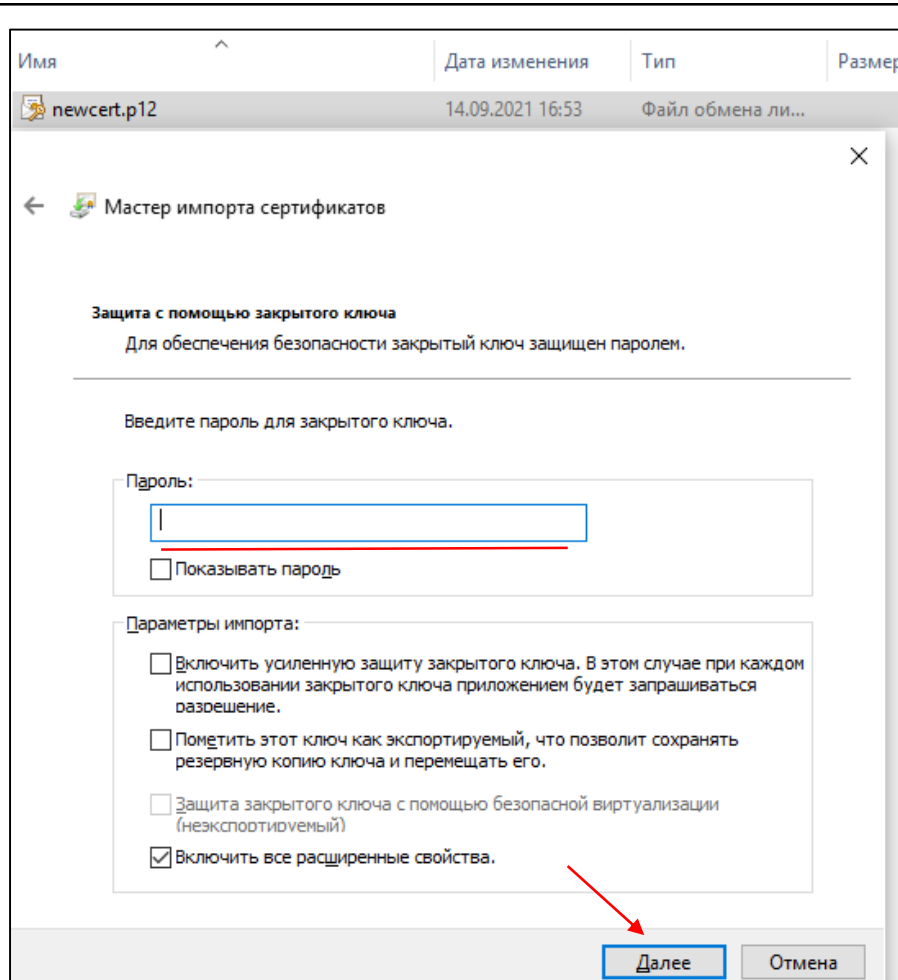 Имя Дата изменения Тип Размер
newcert.p12 14.09.2021 16:53 Файл обмена ли...
Мастер импорта сертификатов
Защита с помощью закрытого ключа
Для обеспечения безопасности закрытый ключ защищен паролем.
Введите пароль для закрытого ключа.
Пароль:
Показывать пароль
Параметры импорта:
Включить усиленную защиту закрытого ключа. В этом случае при каждом
использовании закрытого ключа приложением будет запрашиваться
разрешение.
Пометить этот ключ как экспортируемый, что позволит сохранять
резервную копию ключа и перемещать его.
Защита закрытого ключа с помощью безопасной виртуализации
(неэкспортируемый)
Включить все расширенные свойства.
Далее Отмена